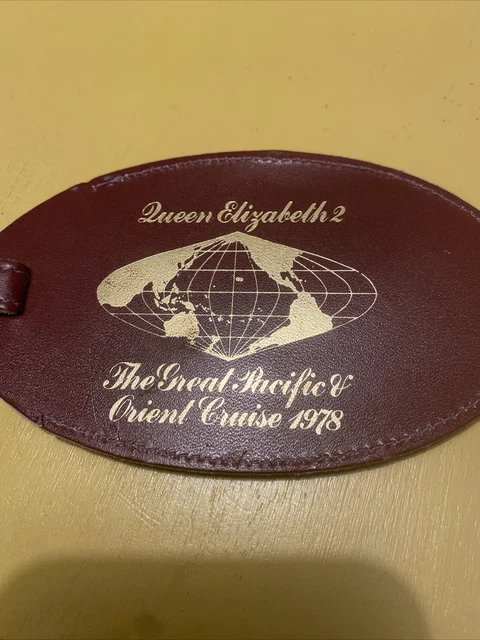 Queen Elizabeth 2
The Great Pacific &
Orient Cruise 1978